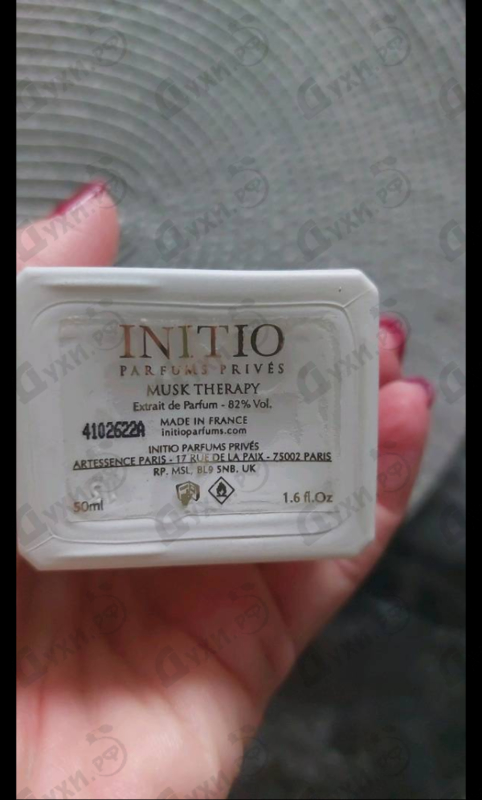 INITIO
PARFUMS PRIVÉS
MUSK THERAPY
Extrait de Parfum - 82% Vol.
4102622A
MADE IN FRANCE
initioparfums.com
INITIO PARFUMS PRIVÉS
ARTESSENCE PARIS - 17 RUE DE LA PAIX - 75002 PARIS
RP. MSL, BL9 5NB, UK
50ml
1.6 fl.Oz
Духи.РФ